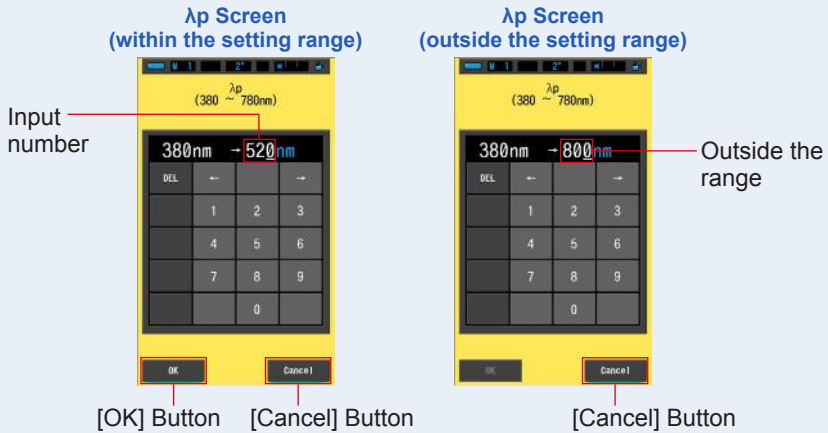 λp Screen
(within the setting range)
λp Screen
(outside the setting range)
2°
λp
(380 ~ 780nm)
Input
number
380nm →520nm
DEL ← →
1 2 3
4 5 6
7 8 9
0
OK Cancel
[OK] Button [Cancel] Button
2°
λp
(380 ~ 780nm)
380nm →800nm
Outside the
range
DEL ← →
1 2 3
4 5 6
7 8 9
0
OK Cancel
[Cancel] Button